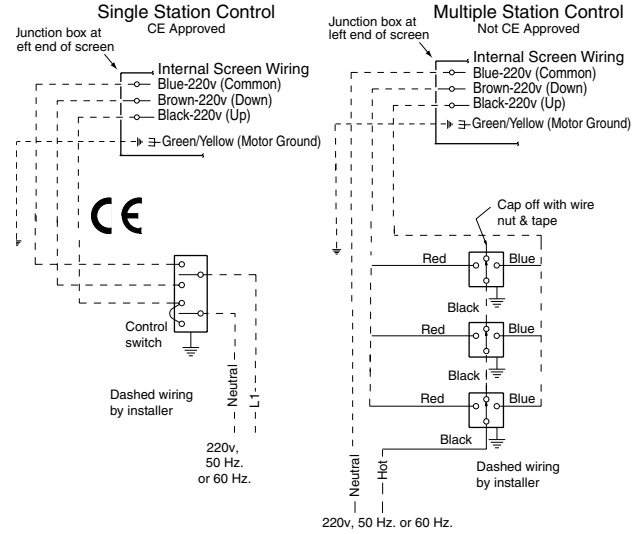 Single Station Control
CE Approved
Junction box at
eft end of screen
Internal Screen Wiring
Blue-220v (Common)
Brown-220v (Down)
Black-220v (Up)
Green/Yellow (Motor Ground)
CE
Control
switch
Dashed wiring
by installer
Neutral
L1
220v,
50 Hz.
or 60 Hz.
Multiple Station Control
Not CE Approved
Junction box at
left end of screen
Internal Screen Wiring
Blue-220v (Common)
Brown-220v (Down)
Black-220v (Up)
Green/Yellow (Motor Ground)
Cap off with wire
nut & tape
Red
Blue
Black
Red
Blue
Black
Red
Blue
Black
Neutral
Hot
Dashed wiring
by installer
220v, 50 Hz. or 60 Hz.